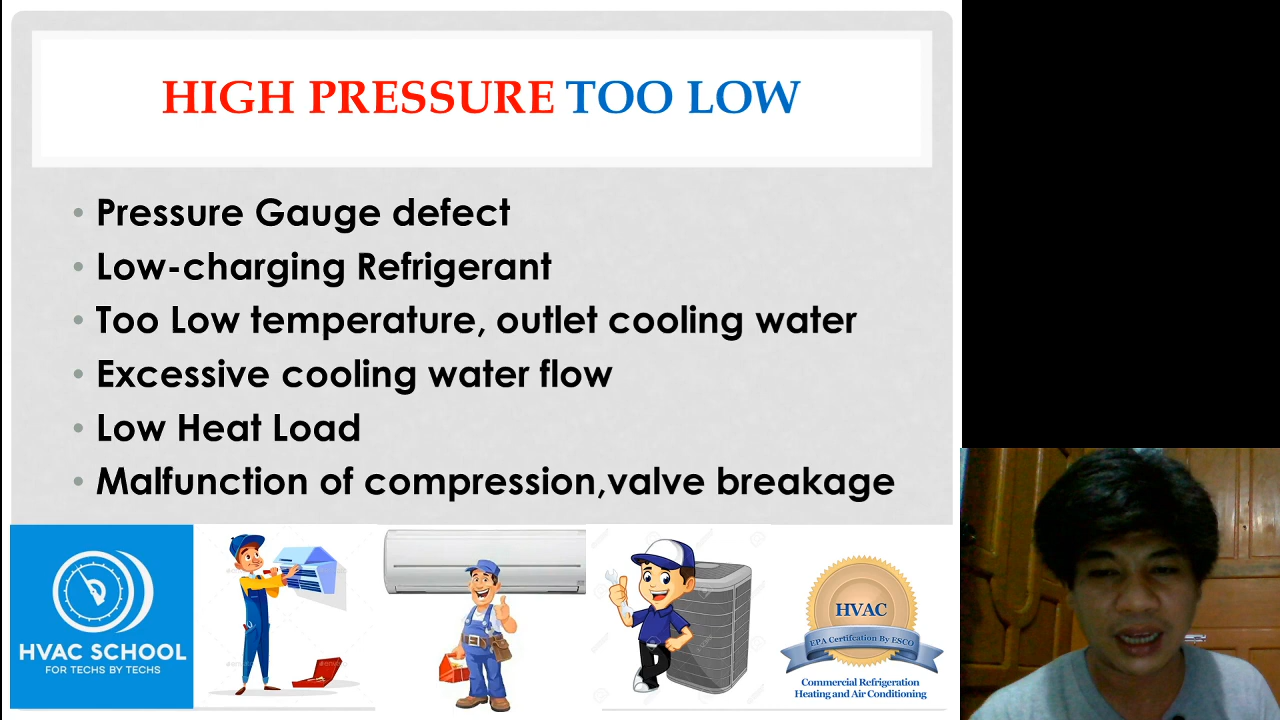 HIGH PRESSURE TOO LOW
• Pressure Gauge defect
• Low-charging Refrigerant
• Too Low temperature, outlet cooling water
• Excessive cooling water flow
• Low Heat Load
• Malfunction of compression,valve breakage
HVAC SCHOOL
FOR TECHS BY TECHS
HVAC
EPA Certifcation By ESCO
Commercial Refrigeration
Heating and Air Conditioning